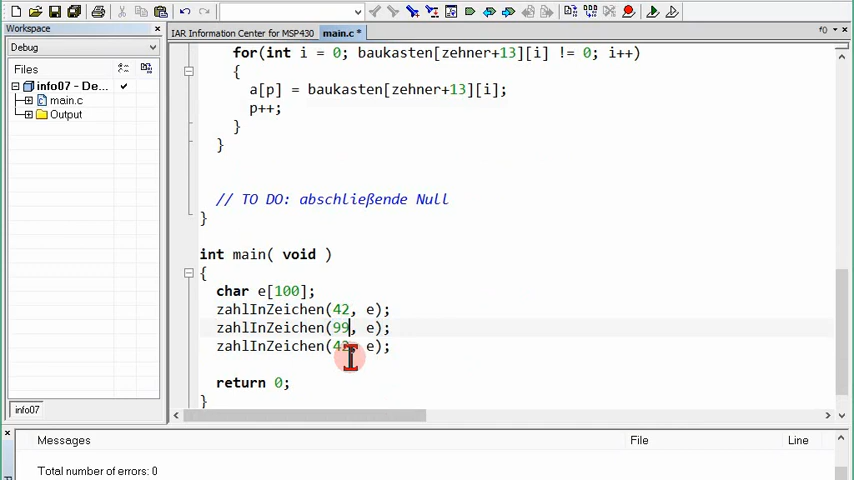 Workspace
Debug
Files
info07 - De...
main.c
Output
info07
IAR Information Center for MSP430
main.c *
f0
for(int i = 0; baukasten[zehner+13][i] != 0; i++)
{
a[p] = baukasten[zehner+13][i];
p++;
}
}
// TO DO: abschließende Null
}
int main( void )
{
char e[100];
zahlInZeichen(42, e);
zahlInZeichen(99, e);
zahlInZeichen(42, e);
return 0;
}
Messages
File
Line
Total number of errors: 0